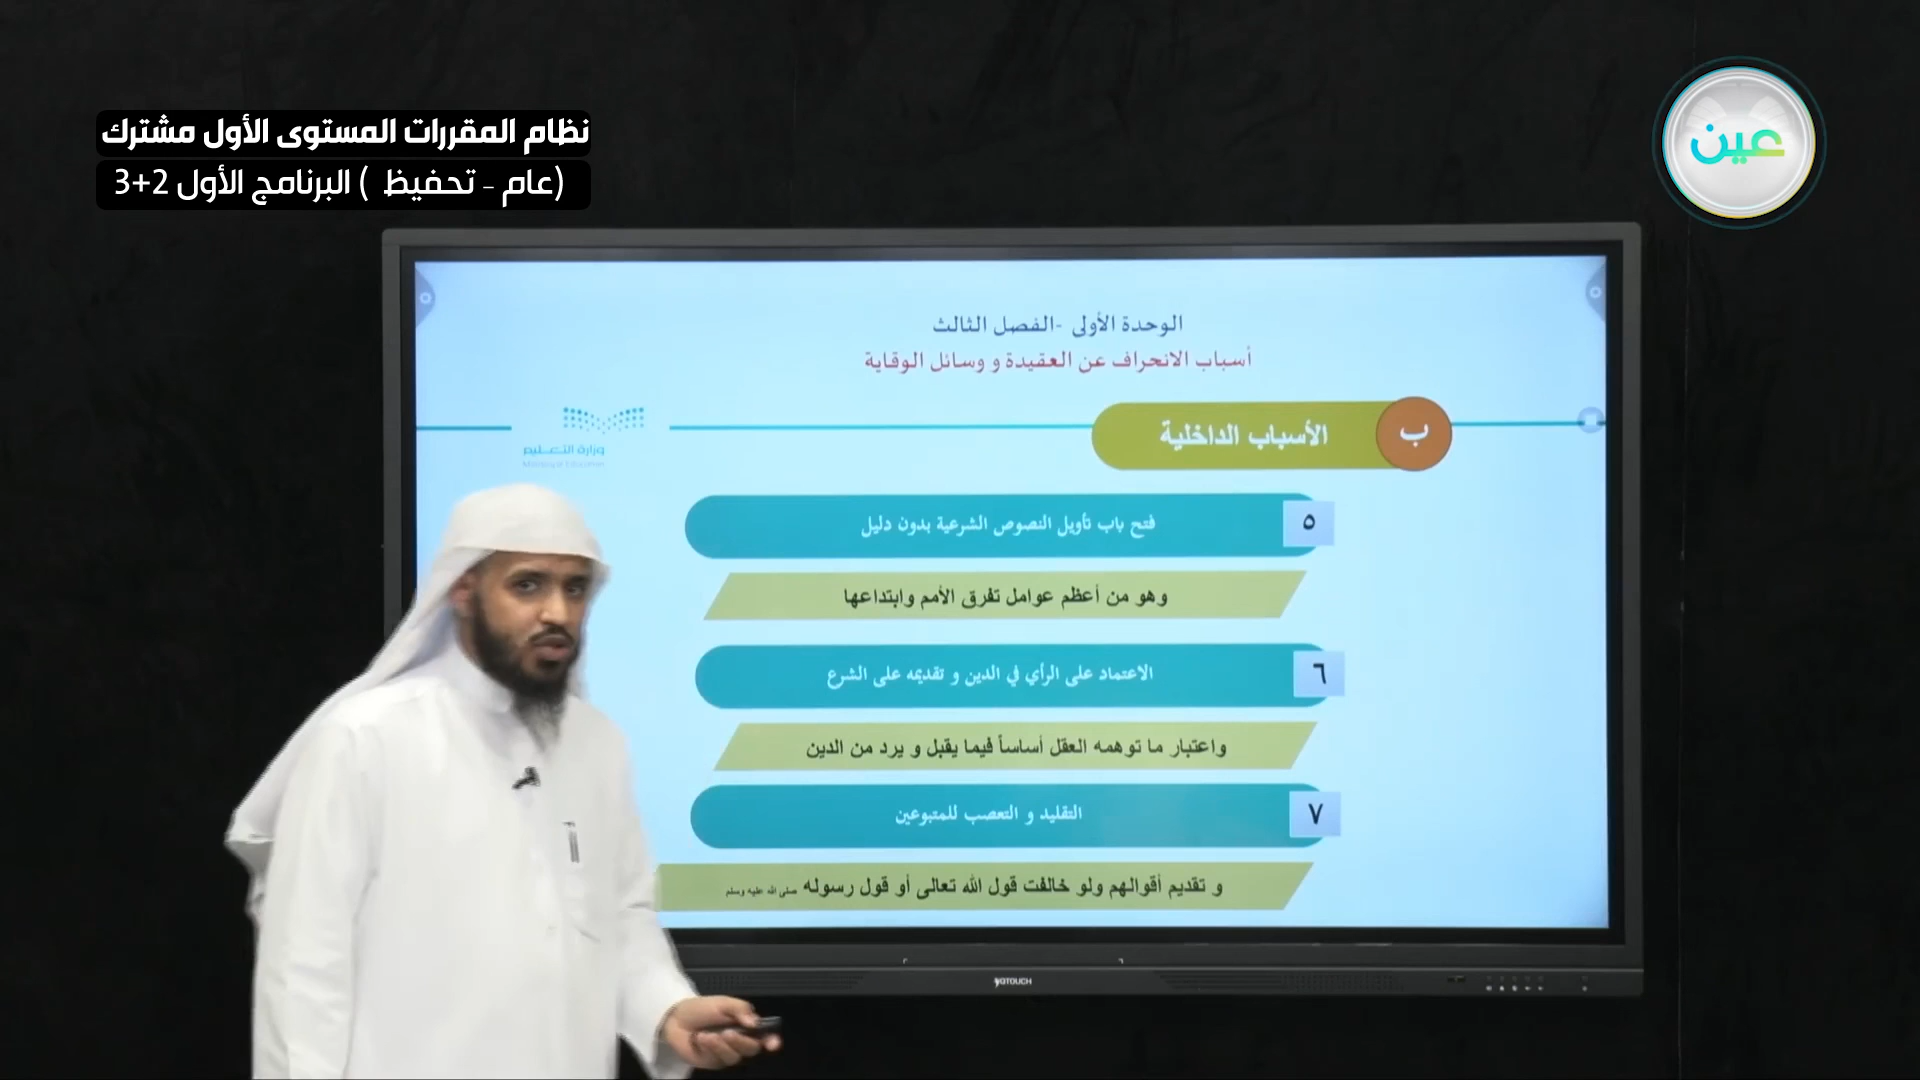 نظام المقررات المستوى الأول مشترك
(عام - تحفيظ ) البرنامج الأول 2+3
عين
الوحدة الأولى -الفصل الثالث
أسباب الانحراف عن العقيدة و وسائل الوقاية
ب
الأسباب الداخلية
وزارة التعليم
Ministry of Education
٥
فتح باب تأويل النصوص الشرعية بدون دليل
وهو من أعظم عوامل تفرق الأمم وابتداعها
٦
الاعتماد على الرأي في الدين و تقديمه على الشرع
واعتبار ما توهمه العقل أساساً فيما يقبل و يرد من الدين
٧
التقليد و التعصب للمتبوعين
و تقديم أقوالهم ولو خالفت قول الله تعالى أو قول رسوله صلى الله عليه وسلم
YQTOUCH